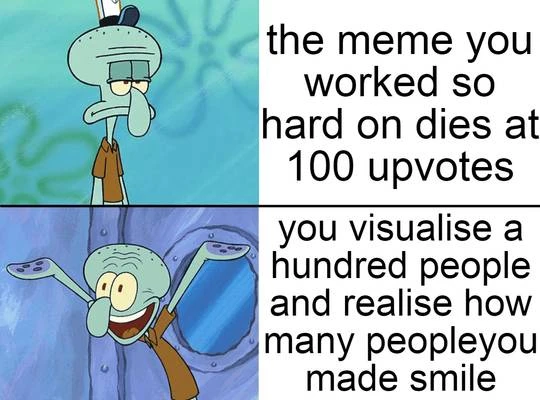 the meme you
worked so
hard on dies at
100 upvotes
you visualise a
hundred people
and realise how
many peopleyou
made smile